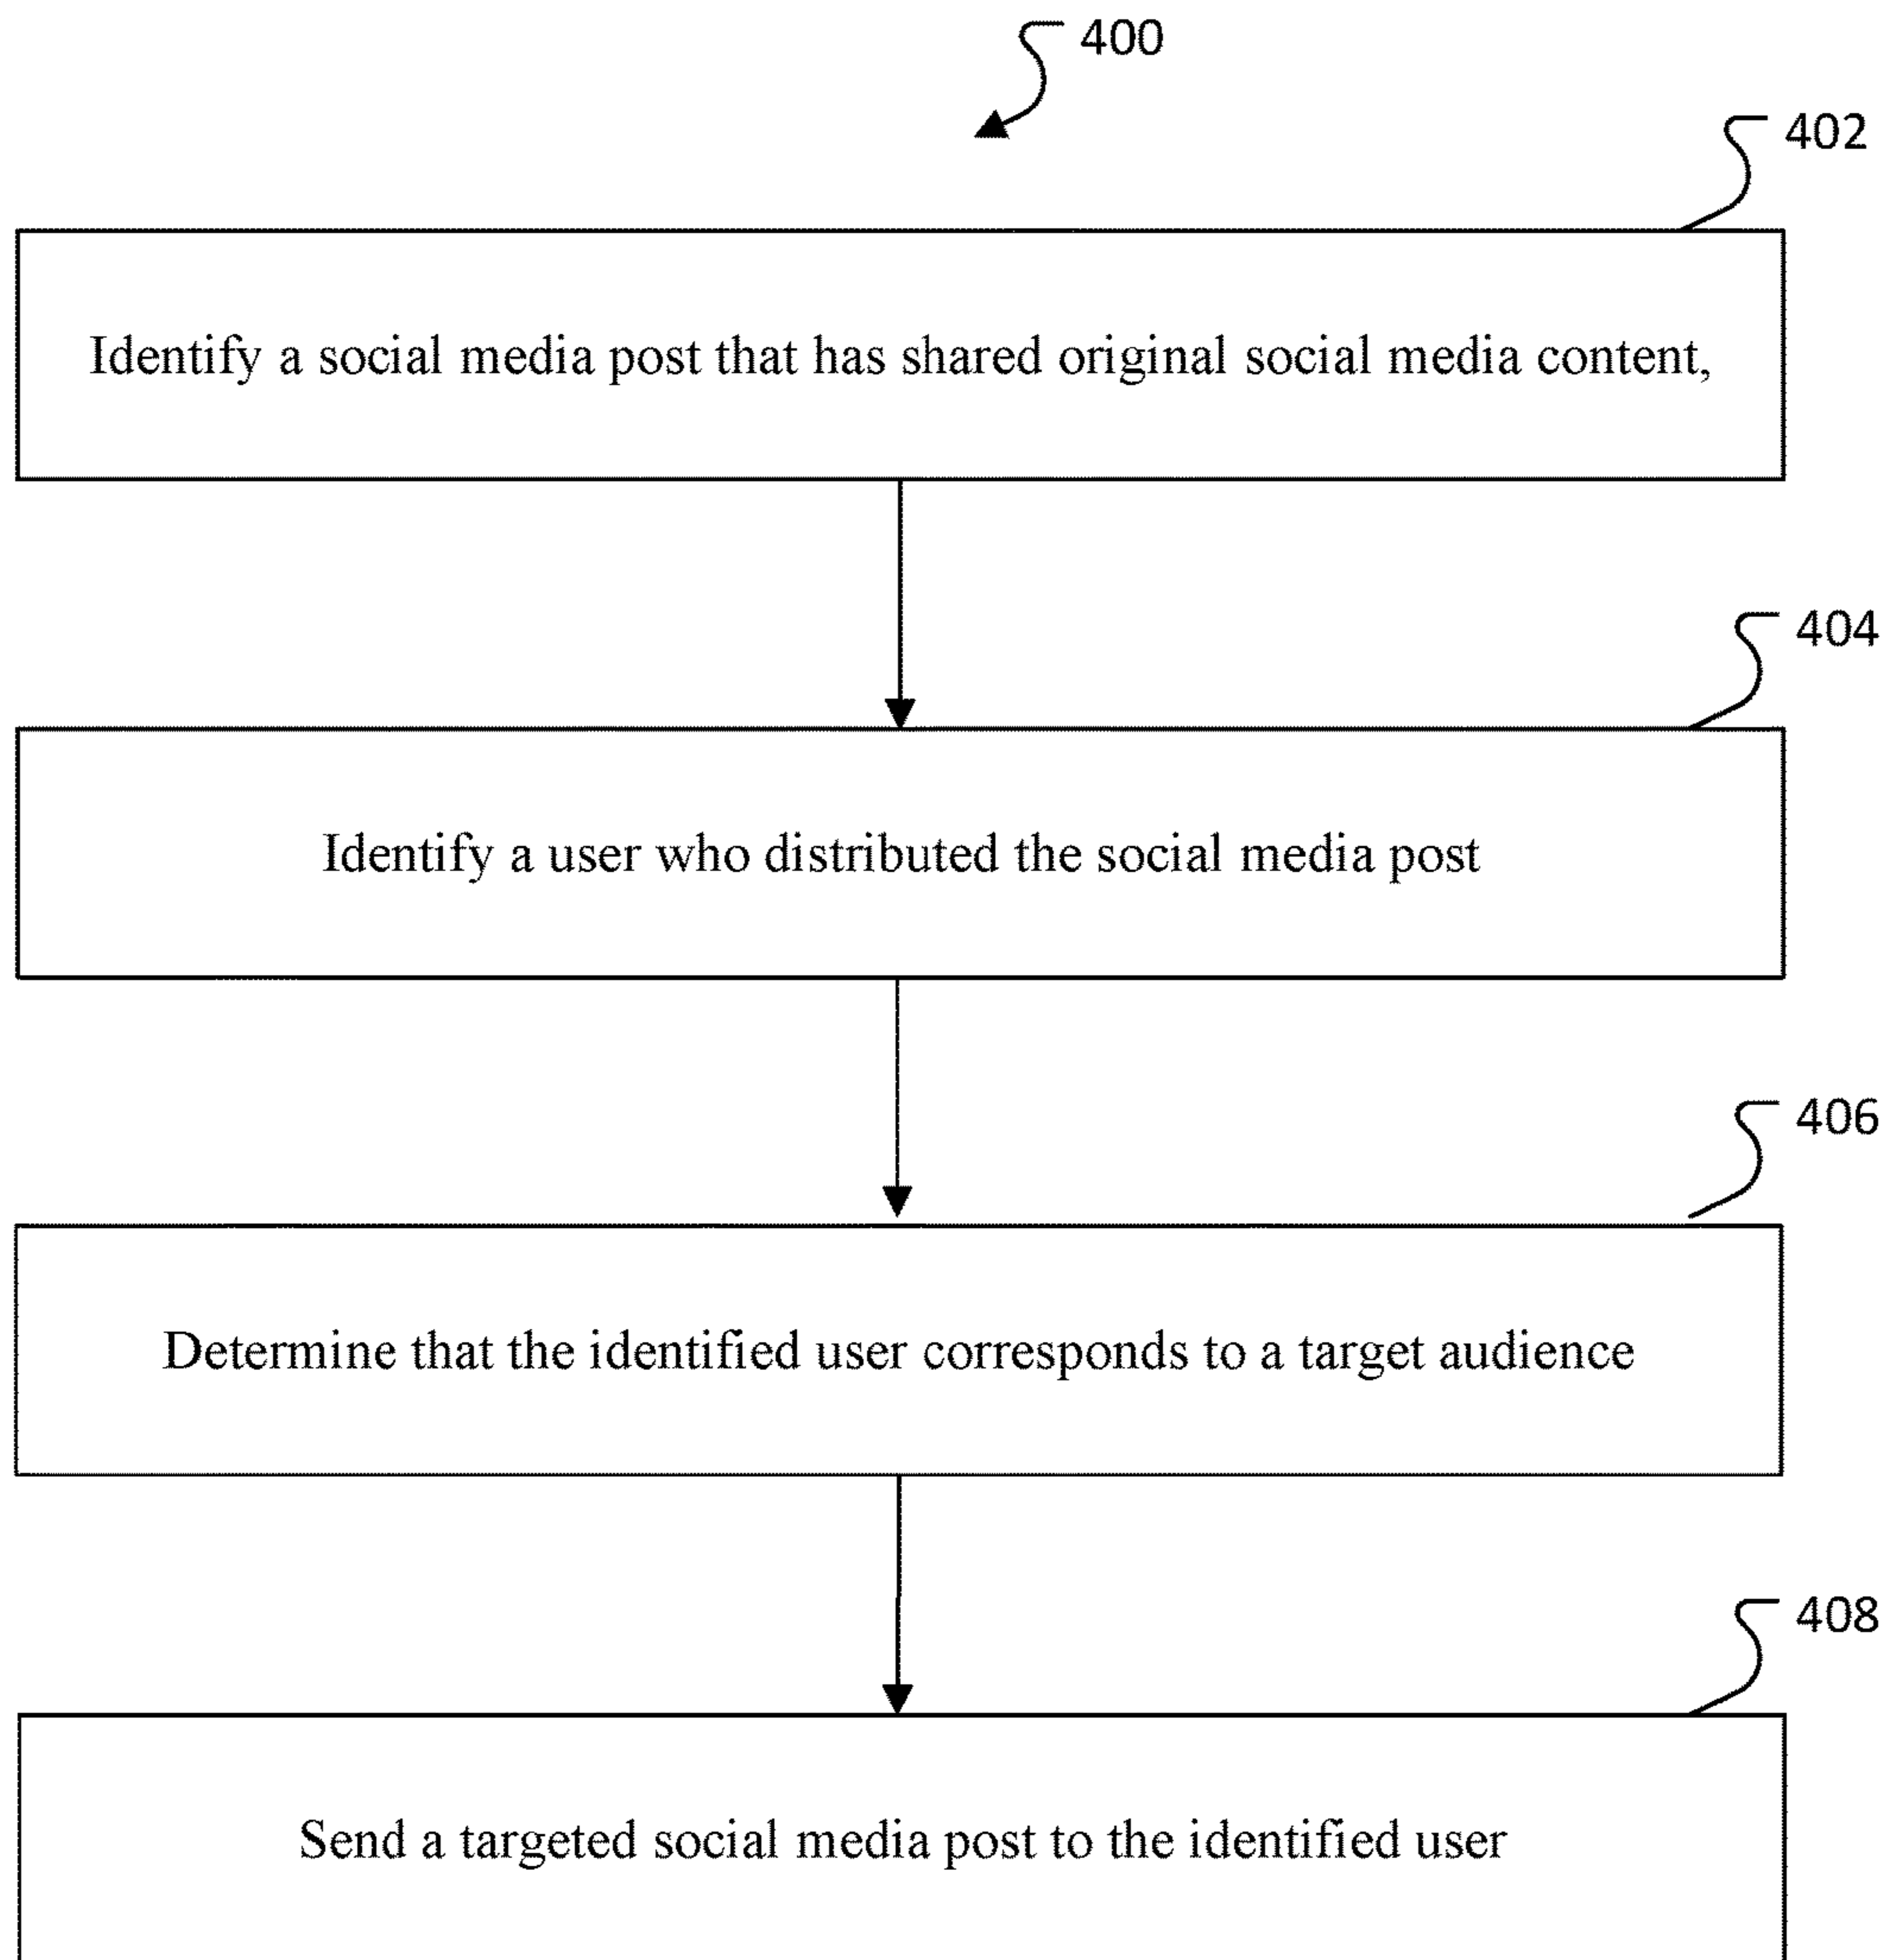 400
402
Identify a social media post that has shared original social media content,
404
Identify a user who distributed the social media post
406
Determine that the identified user corresponds to a target audience
408
Send a targeted social media post to the identified user